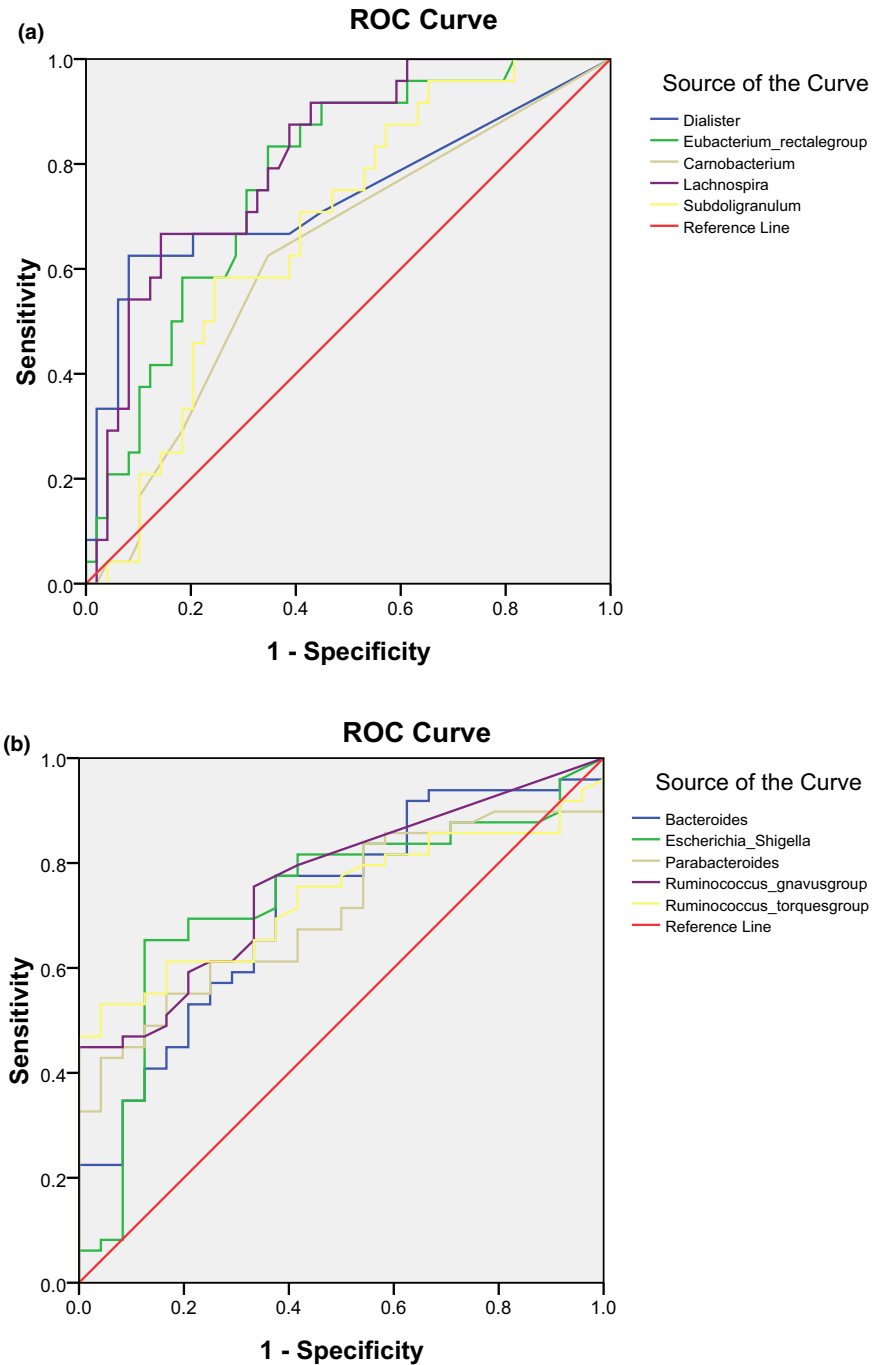 (a)
ROC Curve
1.0
0.8
0.6
0.4
0.2
0.0
Sensitivity
0.0 0.2 0.4 0.6 0.8 1.0
1 - Specificity
Source of the Curve
Dialister
Eubacterium_rectalegroup
Carnobacterium
Lachnospira
Subdoligranulum
Reference Line
(b)
ROC Curve
1.0
0.8
0.6
0.4
0.2
0.0
Sensitivity
0.0 0.2 0.4 0.6 0.8 1.0
1 - Specificity
Source of the Curve
Bacteroides
Escherichia_Shigella
Parabacteroides
Ruminococcus_gnavusgroup
Ruminococcus_torquesgroup
Reference Line